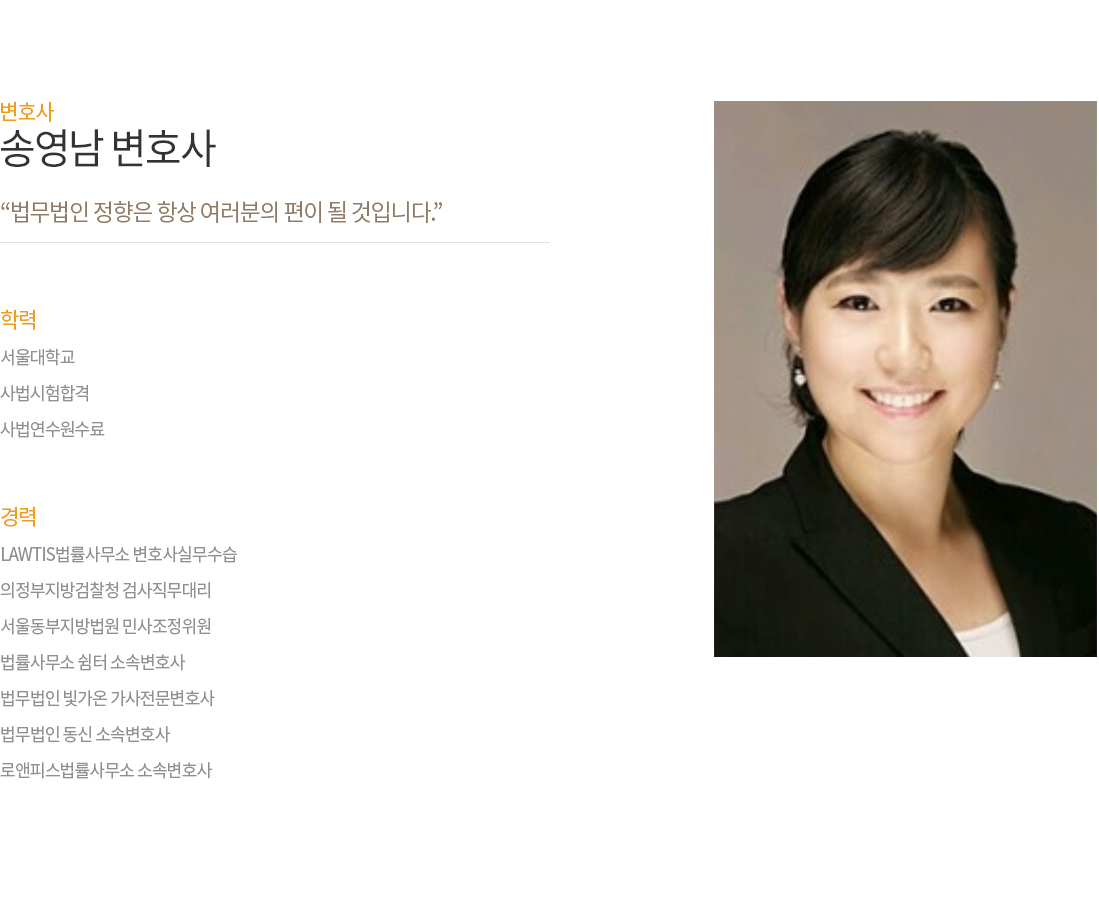 변호사
송영남 변호사
“법무법인 정향은 항상 여러분의 편이 될 것입니다.”
학력
서울대학교
사법시험합격
사법연수원수료
경력
LAWTIS법률사무소 변호사실무수습
의정부지방검찰청 검사직무대리
서울동부지방법원 민사조정위원
법률사무소 쉼터 소속변호사
법무법인 빛가온 가사전문변호사
법무법인 동신 소속변호사
로앤피스법률사무소 소속변호사